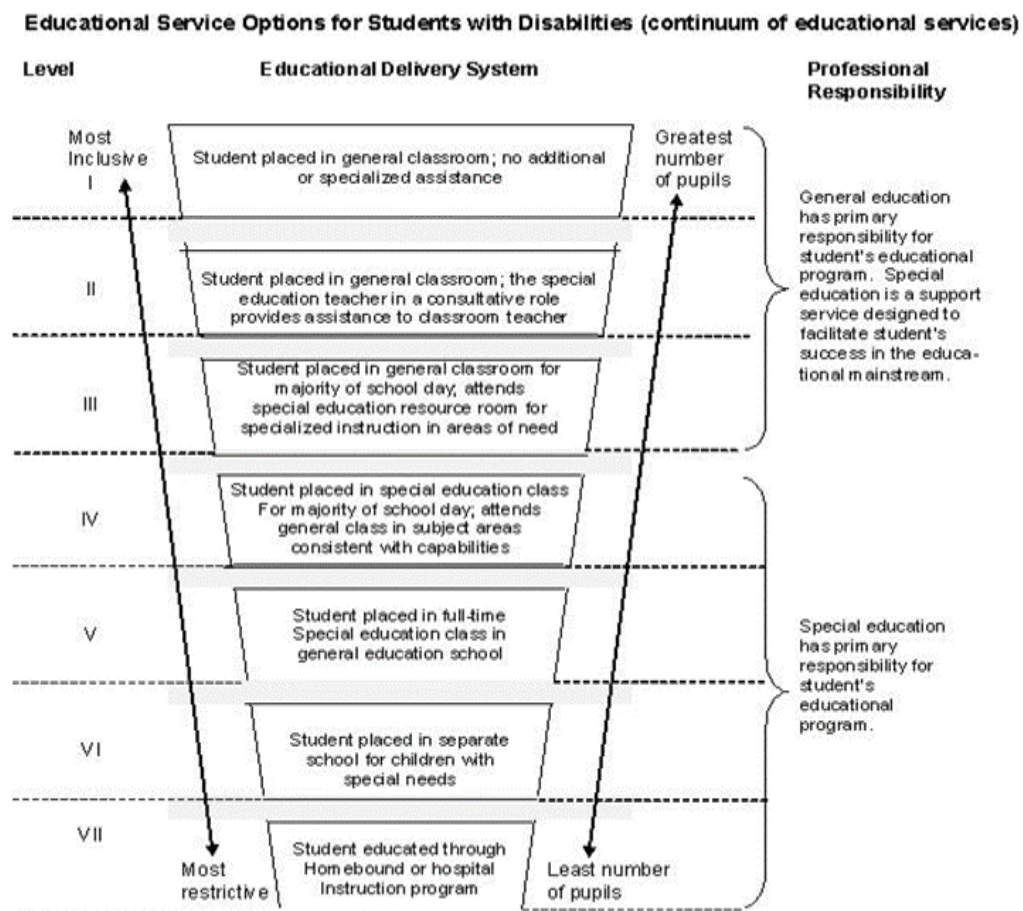 Educational Service Options for Students with Disabilities (continuum of educational services)
Level
Educational Delivery System
Professional
Responsibility
Most
Inclusive
I
Student placed in general classroom; no additional
or specialized assistance
Greatest
number
of pupils
II
Student placed in general classroom; the special
education teacher in a consultative role
provides assistance to classroom teacher
General education
has primary
responsibility for
student's educational
program. Special
education is a support
service designed to
facilitate student's
success in the educa-
tional mainstream.
III
Student placed in general classroom for
majority of school day; attends
special education resource room for
specialized instruction in areas of need
IV
Student placed in special education class
For majority of school day; attends
general class in subject areas
consistent with capabilities
V
Student placed in full-time
Special education class in
general education school
Special education
has primary
responsibility for
student's
educational
program.
VI
Student placed in separate
school for children with
special needs
VII
Most
restrictive
Student educated through
Homebound or hospital
Instruction program
Least number
of pupils